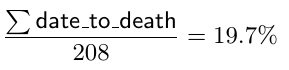 ∑ date_to_death
208
= 19.7%